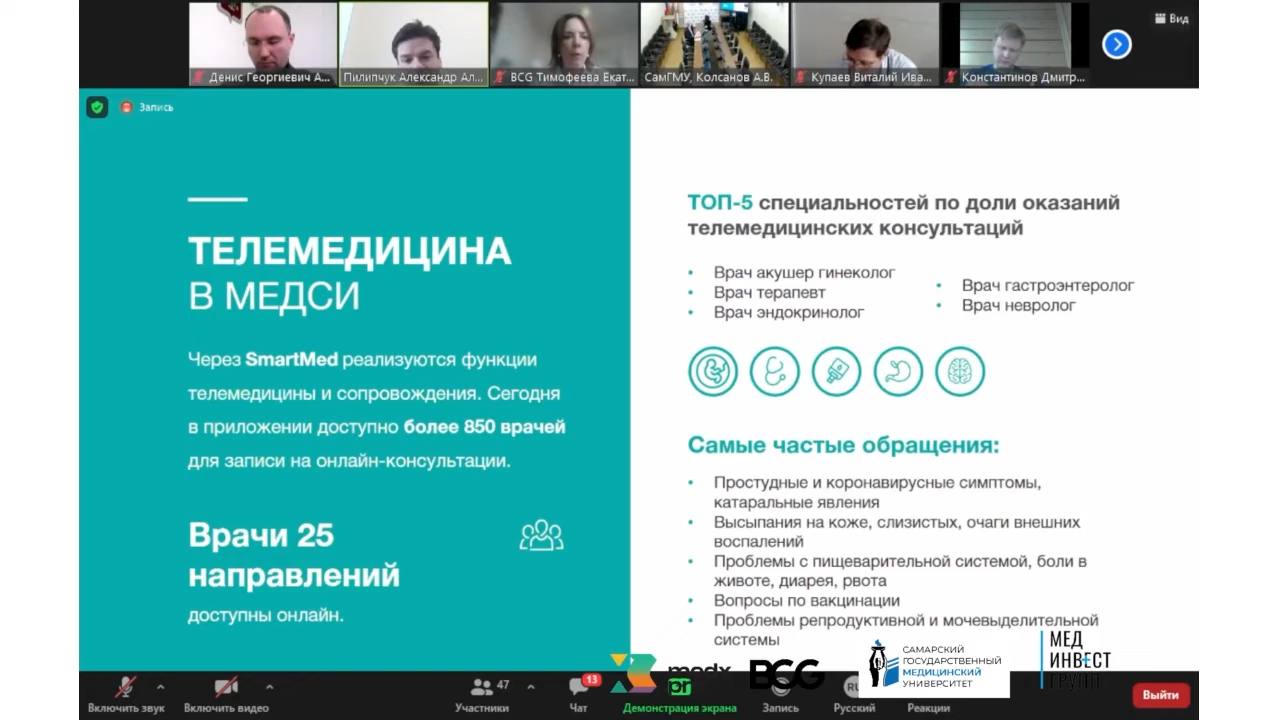 Вид
Денис Георгиевич А...
Пилипчук Александр Ал...
BCG Тимофеева Екат...
СамГМУ, Колсанов А.В.
Купаев Виталий Ива...
Константинов Дмитр...
Запись
ТЕЛЕМЕДИЦИНА
В МЕДСИ
Через SmartMed реализуются функции
телемедицины и сопровождения. Сегодня
в приложении доступно более 850 врачей
для записи на онлайн-консультации.
Врачи 25
направлений
доступны онлайн.
ТОП-5 специальностей по доли оказаний
телемедицинских консультаций
• Врач акушер гинеколог
• Врач терапевт
• Врач эндокринолог
• Врач гастроэнтеролог
• Врач невролог
Самые частые обращения:
• Простудные и коронавирусные симптомы,
катаральные явления
• Высыпания на коже, слизистых, очаги внешних
воспалений
• Проблемы с пищеварительной системой, боли в
животе, диарея, рвота
• Вопросы по вакцинации
• Проблемы репродуктивной и мочевыделительной
системы
medx
BCG
САМАРСКИЙ
ГОСУДАРСТВЕННЫЙ
МЕДИЦИНСКИЙ
УНИВЕРСИТЕТ
МЕД
ИНВЕСТ
ГРУПП
Включить звук
Включить видео
47
Участники
13
Чат
Демонстрация экрана
Запись
RU
Русский
Реакции
Выйти